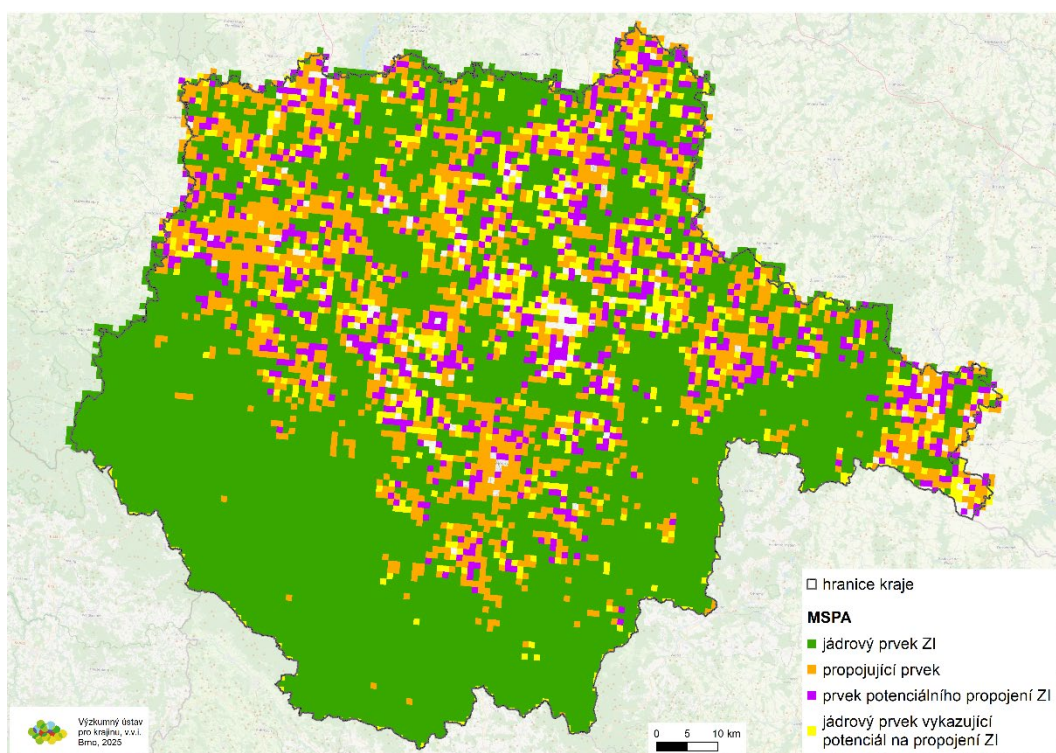 hranice kraje
MSPA
jádrový prvek ZI
propojující prvek
prvek potenciálního propojení ZI
jádrový prvek vykazující
potenciál na propojení ZI
Výzkumný ústav
pro krajinu, v.v.i.
Brno, 2025
0 5 10 km